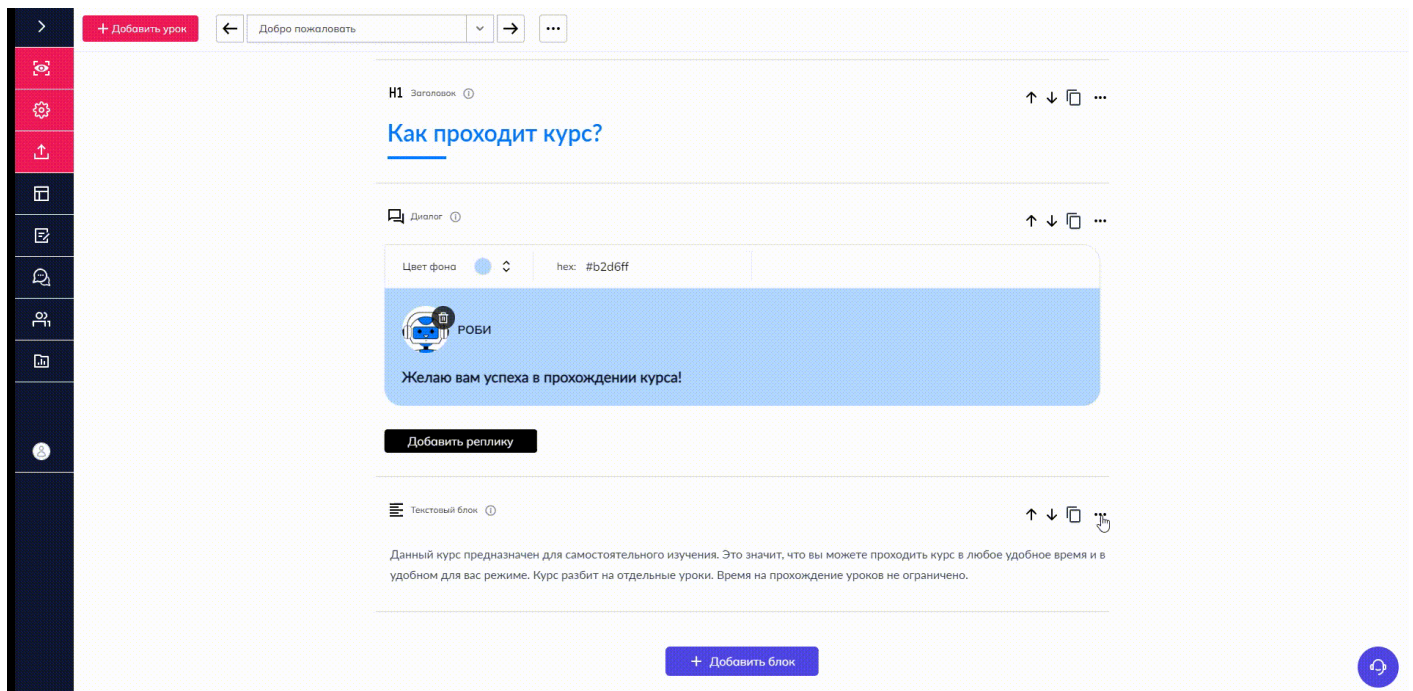 + Добавить урок
Добро пожаловать
H1 Заголовок
Как проходит курс?
Диалог
Цвет фона
hex: #b2d6ff
РОБИ
Желаю вам успеха в прохождении курса!
Добавить реплику
Текстовый блок
Данный курс предназначен для самостоятельного изучения. Это значит, что вы можете проходить курс в любое удобное время и в
удобном для вас режиме. Курс разбит на отдельные уроки. Время на прохождение уроков не ограничено.
+ Добавить блок